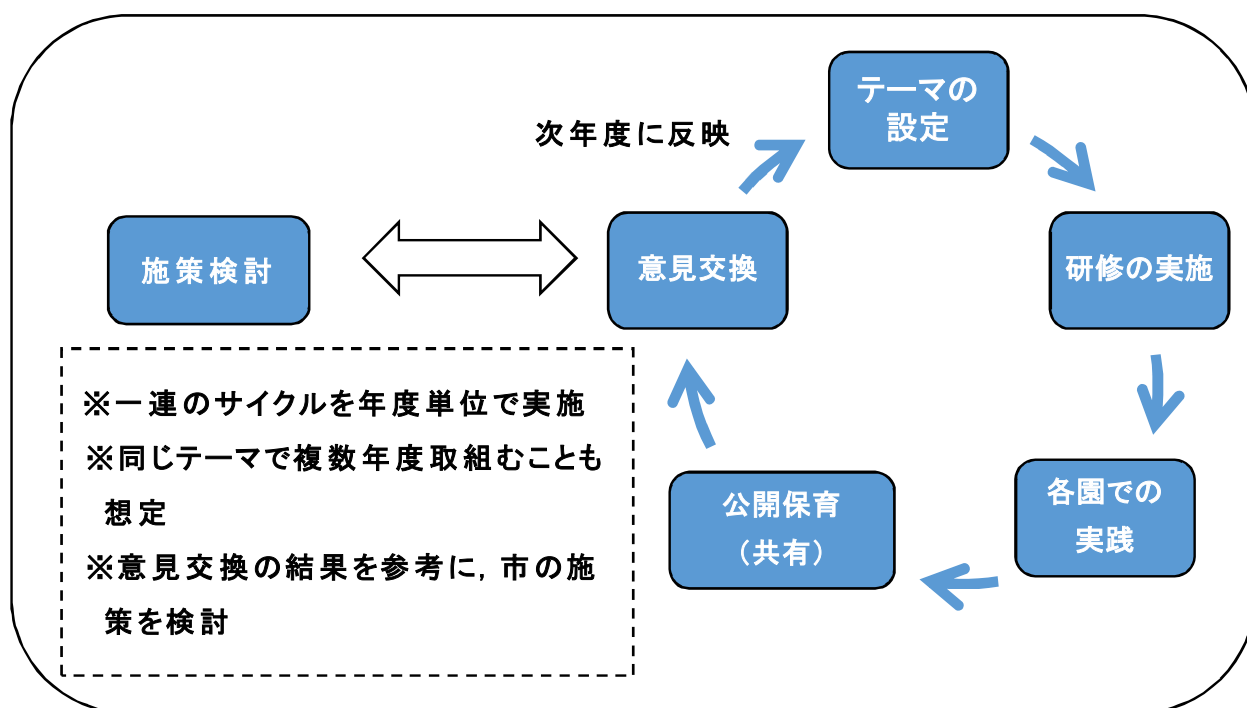 テーマの
設定
次年度に反映
施策検討
意見交換
研修の実施
※一連のサイクルを年度単位で実施
※同じテーマで複数年度取組むことも
想定
※意見交換の結果を参考に，市の施
策を検討
公開保育
（共有）
各園での
実践